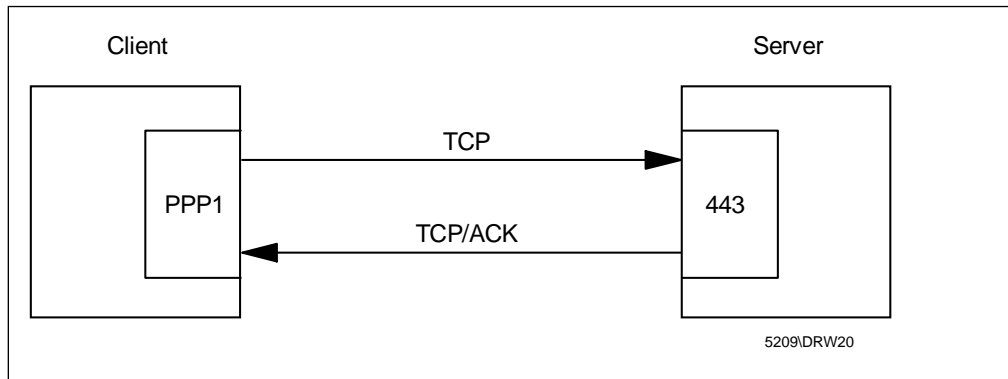 Client
Server
TCP
PPP1
443
TCP/ACK
5209\DRW20